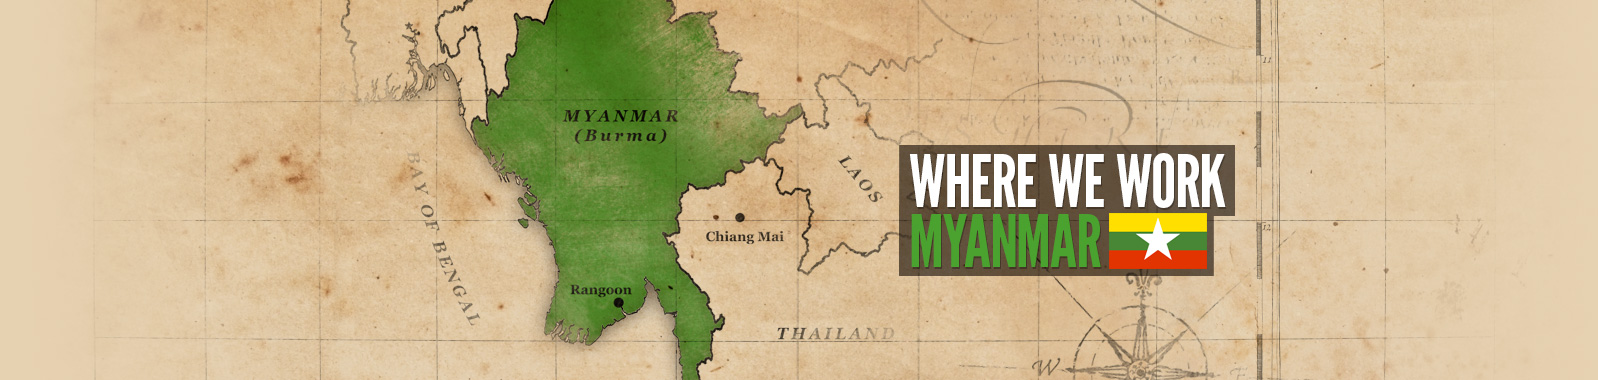 MYANMAR
(Burma)
BAY OF BENGAL
LAOS
WHERE WE WORK
MYANMAR
Chiang Mai
Rangoon
THAILAND
W